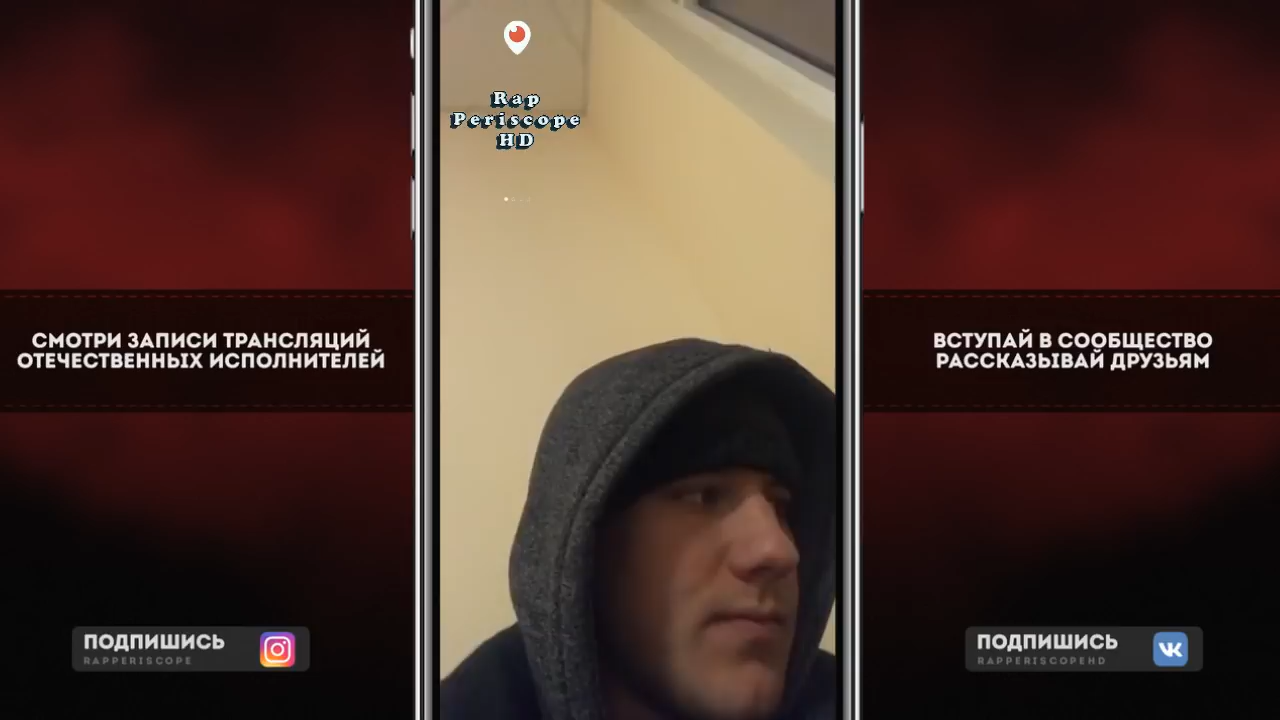 Rap
Periscope
HD
СМОТРИ ЗАПИСИ ТРАНСЛЯЦИЙ
ОТЕЧЕСТВЕННЫХ ИСПОЛНИТЕЛЕЙ
ВСТУПАЙ В СООБЩЕСТВО
РАССКАЗЫВАЙ ДРУЗЬЯМ
ПОДПИШИСЬ
RAPPERISCOPE
ПОДПИШИСЬ
RAPPERISCOPEHD